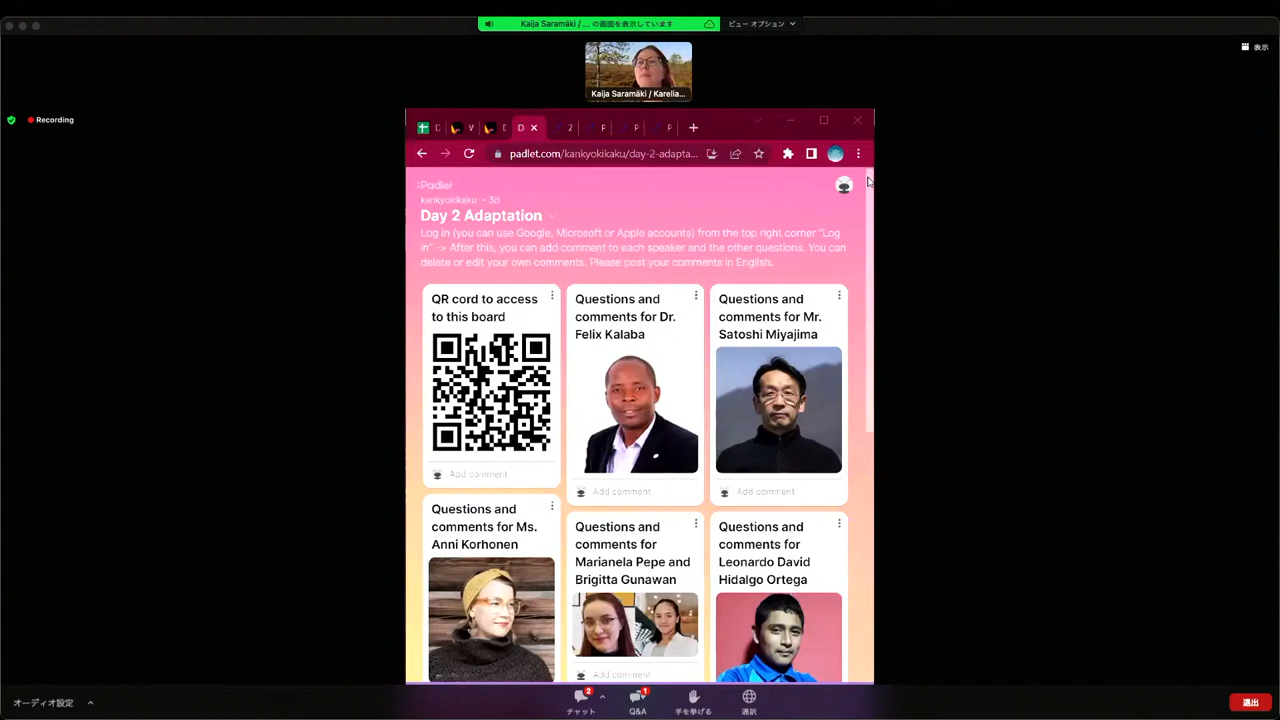 Kaija Saramäki / ... の画面を表示しています
ビュー オプション
表示
Kaija Saramäki / Karelia...
Recording
padlet.com/kankyokikaku/day-2-adapta...
:Padlet
kankyokikaku • 3d
Day 2 Adaptation
Log in (you can use Google, Microsoft or Apple accounts) from the top right corner "Log
in" -> After this, you can add comment to each speaker and the other questions. You can
delete or edit your own comments. Please post your comments in English.
QR cord to access
to this board
Add comment
Questions and
comments for Dr.
Felix Kalaba
Add comment
Questions and
comments for Mr.
Satoshi Miyajima
Add comment
Questions and
comments for Ms.
Anni Korhonen
Questions and
comments for
Marianela Pepe and
Brigitta Gunawan
Add comment
Questions and
comments for
Leonardo David
Hidalgo Ortega
オーディオ設定
2
チャット
1
Q&A
手を挙げる
通訳
退出